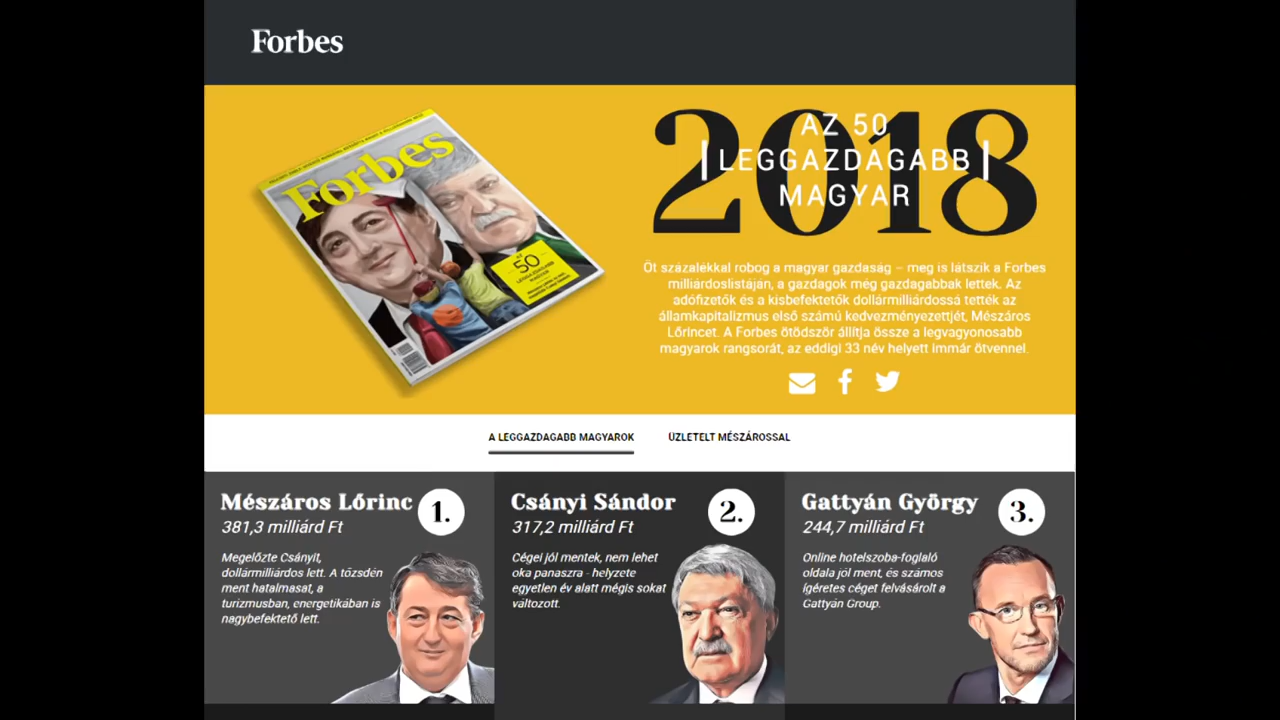 Forbes
Forbes
AZ
50
LEGGAZDAGABB
MAGYAR
2018
AZ 50
LEGGAZDAGABB
MAGYAR
Öt százalékkal robog a magyar gazdaság – meg is látszik a Forbes
milliárdoslistáján, a gazdagok még gazdagabbak lettek. Az
adófizetők és a kisbefektetők dollármilliárdossá tették az
államkapitalizmus első számú kedvezményezettjét, Mészáros
Lőrincet. A Forbes ötödször állítja össze a legvagyonosabb
magyarok rangsorát, az eddigi 33 név helyett immár ötvennel.
A LEGGAZDAGABB MAGYAROK
ÜZLETELT MÉSZÁROSSAL
Mészáros Lőrinc
1.
381,3 milliárd Ft
Megelőzte Csányit,
dollármilliárdos lett. A tőzsdén
ment hatalmasat, a
turizmusban, energetikában is
nagybefektető lett.
Csányi Sándor
2.
317,2 milliárd Ft
Cégei jól mentek, nem lehet
oka panaszra - helyzete
egyetlen év alatt mégis sokat
változott.
Gattyán György
3.
244,7 milliárd Ft
Online hotelszoba-foglaló
oldala jól ment, és számos
ígéretes céget felvásárolt a
Gattyán Group.